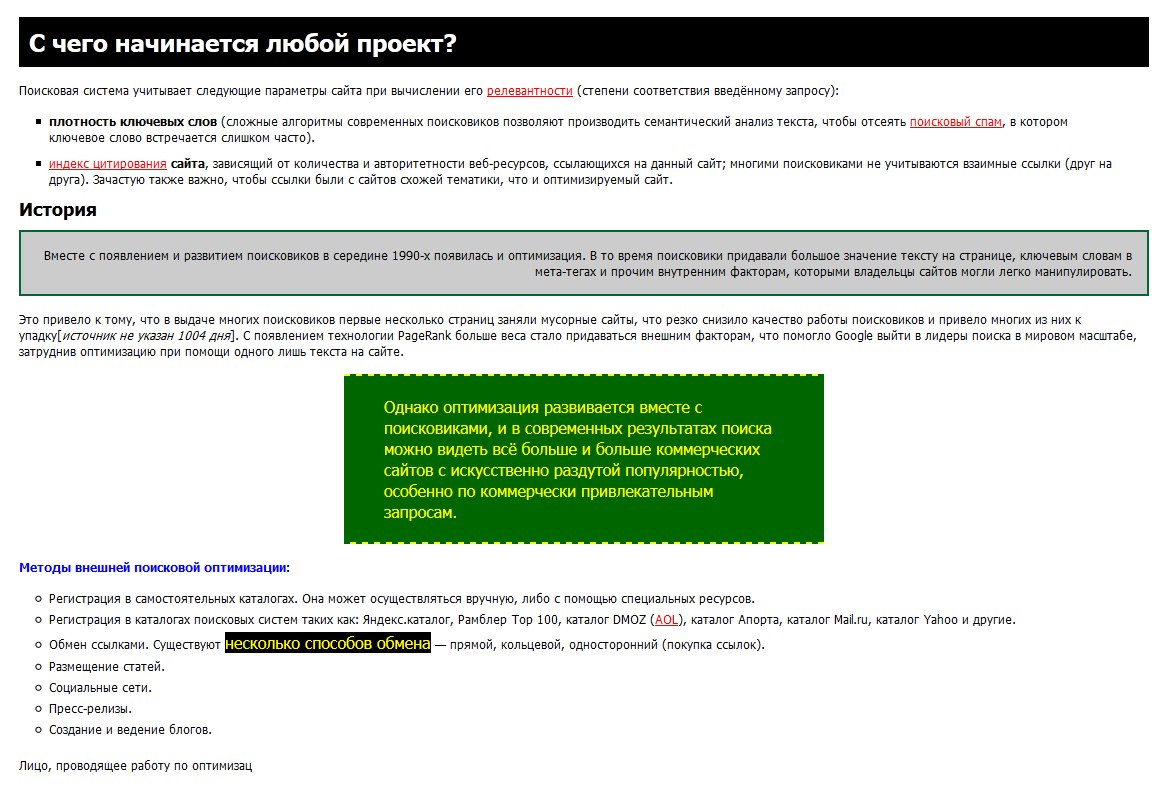 С чего начинается любой проект?
Поисковая система учитывает следующие параметры сайта при вычислении его релевантности (степени соответствия введённому запросу):
плотность ключевых слов (сложные алгоритмы современных поисковиков позволяют производить семантический анализ текста, чтобы отсеять поисковый спам, в котором
ключевое слово встречается слишком часто).
индекс цитирования сайта, зависящий от количества и авторитетности веб-ресурсов, ссылающихся на данный сайт; многими поисковиками не учитываются взаимные ссылки (друг на
друга). Зачастую также важно, чтобы ссылки были с сайтов схожей тематики, что и оптимизируемый сайт.
История
Вместе с появлением и развитием поисковиков в середине 1990-х появилась и оптимизация. В то время поисковики придавали большое значение тексту на странице, ключевым словам в
мета-тегах и прочим внутренним факторам, которыми владельцы сайтов могли легко манипулировать.
Это привело к тому, что в выдаче многих поисковиков первые несколько страниц заняли мусорные сайты, что резко снизило качество работы поисковиков и привело многих из них к
упадку[источник не указан 1004 дня]. С появлением технологии PageRank больше веса стало придаваться внешним факторам, что помогло Google выйти в лидеры поиска в мировом масштабе,
затруднив оптимизацию при помощи одного лишь текста на сайте.
Однако оптимизация развивается вместе с
поисковиками, и в современных результатах поиска
можно видеть всё больше и больше коммерческих
сайтов с искусственно раздутой популярностью,
особенно по коммерчески привлекательным
запросам.
Методы внешней поисковой оптимизации:
Регистрация в самостоятельных каталогах. Она может осуществляться вручную, либо с помощью специальных ресурсов.
Регистрация в каталогах поисковых систем таких как: Яндекс.каталог, Рамблер Top 100, каталог DMOZ (AOL), каталог Апорта, каталог Mail.ru, каталог Yahoo и другие.
Обмен ссылками. Существуют несколько способов обмена — прямой, кольцевой, односторонний (покупка ссылок).
Размещение статей.
Социальные сети.
Пресс-релизы.
Создание и ведение блогов.
Лицо, проводящее работу по оптимизац